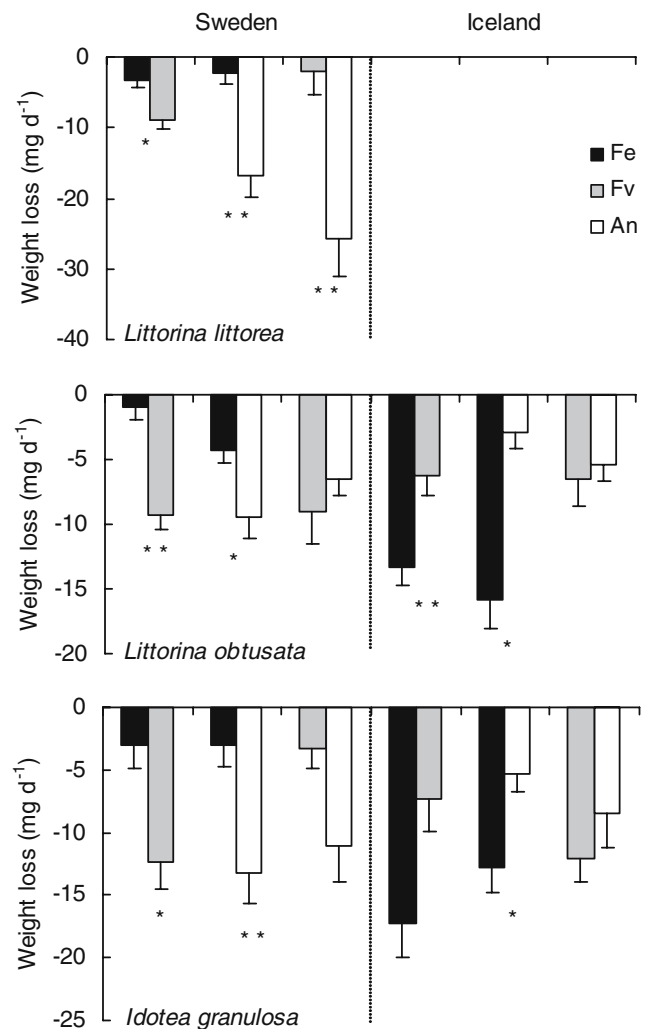 Sweden Iceland
0
-10
-20
-30
-40
Weight loss (mg d⁻¹)
*
* *
* *
Fe
Fv
An
Littorina littorea
0
-5
-10
-15
-20
Weight loss (mg d⁻¹)
* *
*
* *
*
Littorina obtusata
0
-5
-10
-15
-20
-25
Weight loss (mg d⁻¹)
*
* *
*
Idotea granulosa